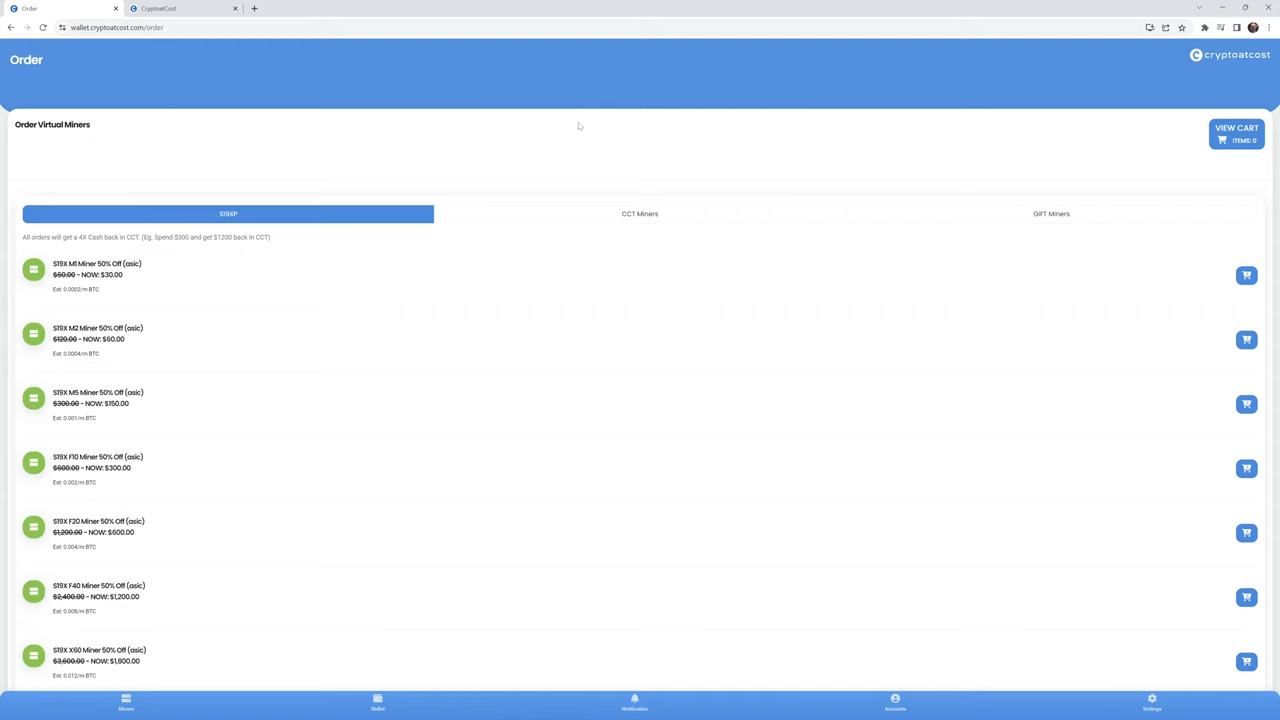 Order
CryptoatCost
wallet.cryptoatcost.com/order
Order
cryptoatcost
Order Virtual Miners
VIEW CART
ITEMS: 0
S19XP
CCT Miners
GIFT Miners
All orders will get a 4X Cash back in CCT. (Eg. Spend $300 and get $1200 back in CCT)
S19X M1 Miner 50% Off (asic)
$60.00 - NOW: $30.00
Est: 0.0002/m BTC
S19X M2 Miner 50% Off (asic)
$120.00 - NOW: $60.00
Est: 0.0004/m BTC
S19X M5 Miner 50% Off (asic)
$300.00 - NOW: $150.00
Est: 0.001/m BTC
S19X F10 Miner 50% Off (asic)
$600.00 - NOW: $300.00
Est: 0.002/m BTC
S19X F20 Miner 50% Off (asic)
$1,200.00 - NOW: $600.00
Est: 0.004/m BTC
S19X F40 Miner 50% Off (asic)
$2,400.00 - NOW: $1,200.00
Est: 0.008/m BTC
S19X X60 Miner 50% Off (asic)
$3,600.00 - NOW: $1,800.00
Est: 0.012/m BTC
Miners
Wallet
Notification
Accounts
Settings